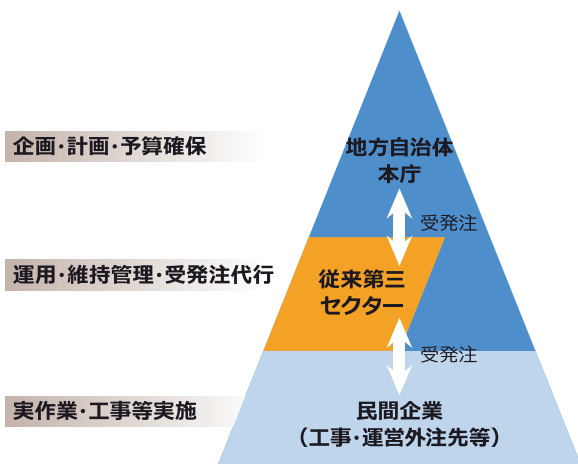 企画・計画・予算確保
地方自治体
本庁
受発注
運用・維持管理・受発注代行
従来第三
セクター
受発注
実作業・工事等実施
民間企業
（工事・運営外注先等）